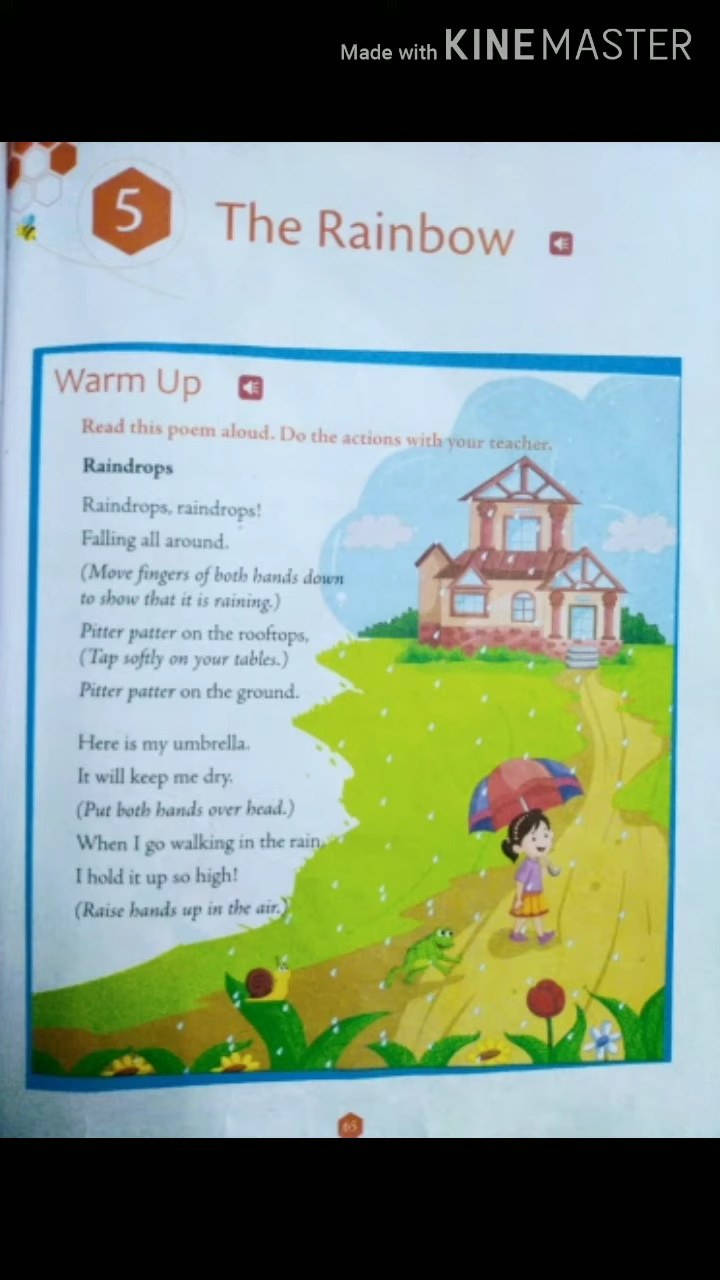 Made with KINEMASTER
5
The Rainbow
Warm Up
Read this poem aloud. Do the actions with your teacher.
Raindrops
Raindrops, raindrops!
Falling all around.
(Move fingers of both hands down
to show that it is raining.)
Pitter patter on the rooftops,
(Tap softly on your tables.)
Pitter patter on the ground.
Here is my umbrella.
It will keep me dry.
(Put both hands over head.)
When I go walking in the rain,
I hold it up so high!
(Raise hands up in the air.)
65